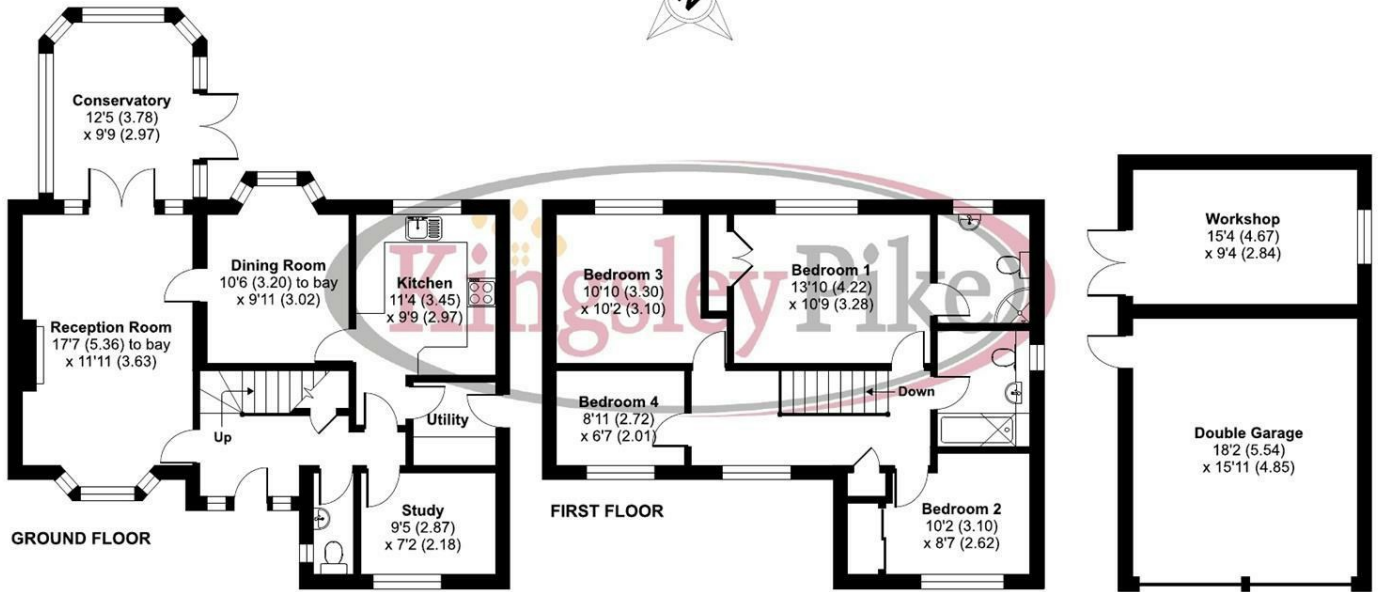 N
Conservatory
12'5 (3.78)
x 9'9 (2.97)
Dining Room
10'6 (3.20) to bay
x 9'11 (3.02)
Kitchen
11'4 (3.45)
x 9'9 (2.97)
Reception Room
17'7 (5.36) to bay
x 11'11 (3.63)
Up
Utility
Study
9'5 (2.87)
x 7'2 (2.18)
GROUND FLOOR
Kingsley Pike
Bedroom 3
10'10 (3.30)
x 10'2 (3.10)
Bedroom 1
13'10 (4.22)
x 10'9 (3.28)
Bedroom 4
8'11 (2.72)
x 6'7 (2.01)
Down
Bedroom 2
10'2 (3.10)
x 8'7 (2.62)
FIRST FLOOR
Workshop
15'4 (4.67)
x 9'4 (2.84)
Double Garage
18'2 (5.54)
x 15'11 (4.85)